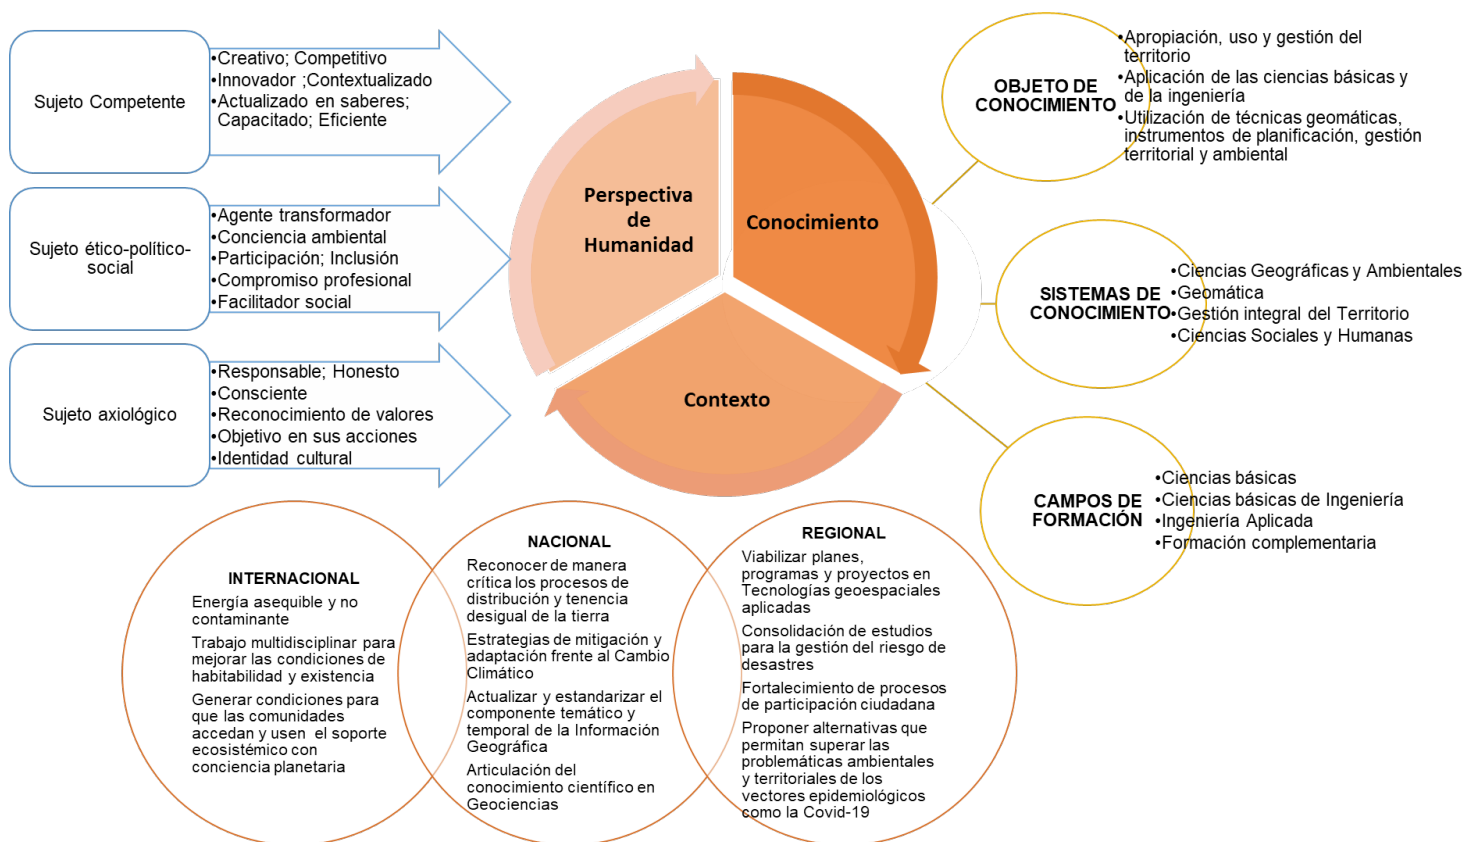 Sujeto Competente
•Creativo; Competitivo
•Innovador ;Contextualizado
•Actualizado en saberes;
Capacitado; Eficiente
Sujeto ético-político-
social
•Agente transformador
•Conciencia ambiental
•Participación; Inclusión
•Compromiso profesional
•Facilitador social
Sujeto axiológico
•Responsable; Honesto
•Consciente
•Reconocimiento de valores
•Objetivo en sus acciones
•Identidad cultural
Perspectiva
de
Humanidad
Conocimiento
Contexto
OBJETO DE
CONOCIMIENTO
•Apropiación, uso y gestión del
territorio
•Aplicación de las ciencias básicas y
de la ingeniería
•Utilización de técnicas geomáticas,
instrumentos de planificación, gestión
territorial y ambiental
SISTEMAS DE
CONOCIMIENTO
•Ciencias Geográficas y Ambientales
•Geomática
•Gestión integral del Territorio
•Ciencias Sociales y Humanas
CAMPOS DE
FORMACIÓN
•Ciencias básicas
•Ciencias básicas de Ingeniería
•Ingeniería Aplicada
•Formación complementaria
INTERNACIONAL
Energía asequible y no
contaminante
Trabajo multidisciplinar para
mejorar las condiciones de
habitabilidad y existencia
Generar condiciones para
que las comunidades
accedan y usen el soporte
ecosistémico con
conciencia planetaria
NACIONAL
Reconocer de manera
crítica los procesos de
distribución y tenencia
desigual de la tierra
Estrategias de mitigación y
adaptación frente al Cambio
Climático
Actualizar y estandarizar el
componente temático y
temporal de la Información
Geográfica
Articulación del
conocimiento científico en
Geociencias
REGIONAL
Viabilizar planes,
programas y proyectos en
Tecnologías geoespaciales
aplicadas
Consolidación de estudios
para la gestión del riesgo de
desastres
Fortalecimiento de procesos
de participación ciudadana
Proponer alternativas que
permitan superar las
problemáticas ambientales
y territoriales de los
vectores epidemiológicos
como la Covid-19